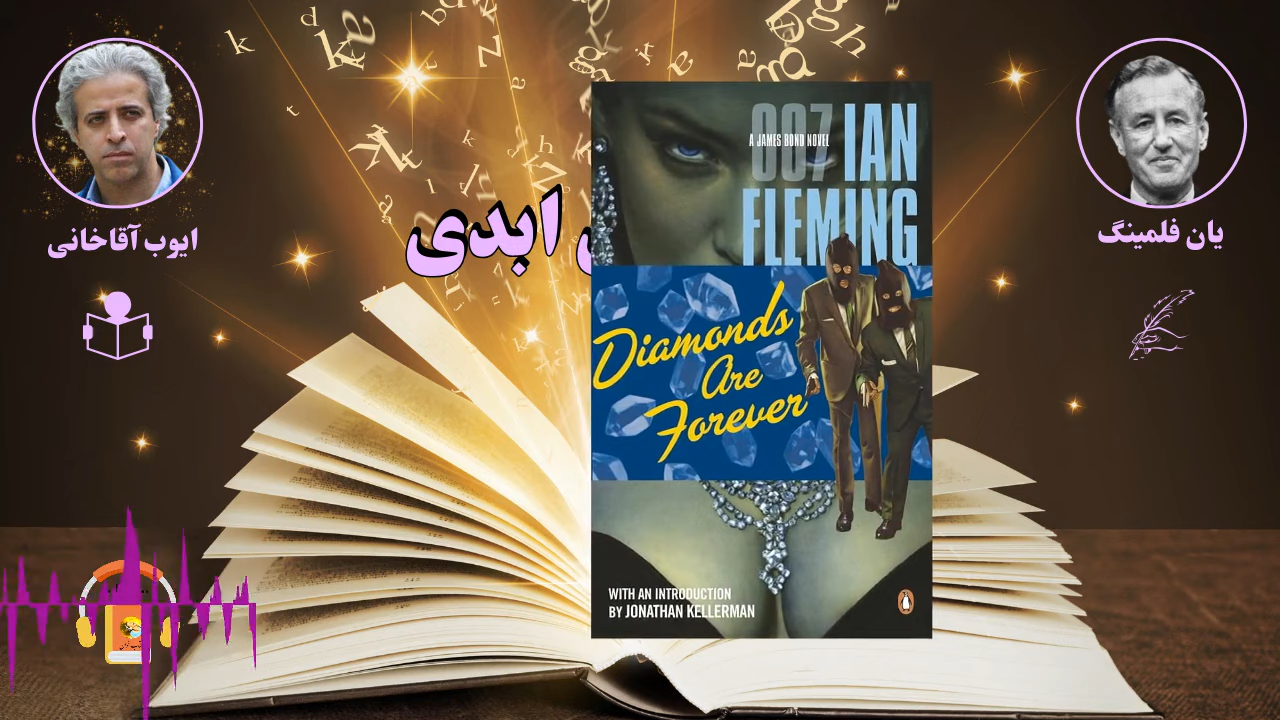 ایوب آقاخانی
یان فلمینگ
ابدی
007 IAN
A JAMES BOND NOVEL
FLEMING
Diamonds
Are
Forever
WITH AN INTRODUCTION
BY JONATHAN KELLERMAN